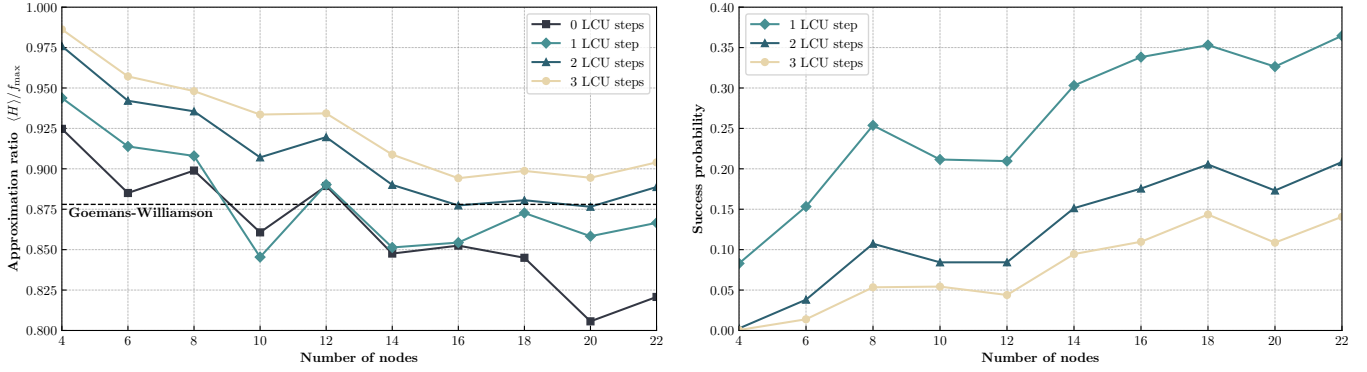 1.000
0.975
0.950
0.925
0.900
0.875
0.850
0.825
0.800
Approximation ratio ⟨H⟩/f_max
0 LCU steps
1 LCU step
2 LCU steps
3 LCU steps
Goemans-Williamson
4 6 8 10 12 14 16 18 20 22
Number of nodes
0.40
0.35
0.30
0.25
0.20
0.15
0.10
0.05
0.00
Success probability
1 LCU step
2 LCU steps
3 LCU steps
4 6 8 10 12 14 16 18 20 22
Number of nodes